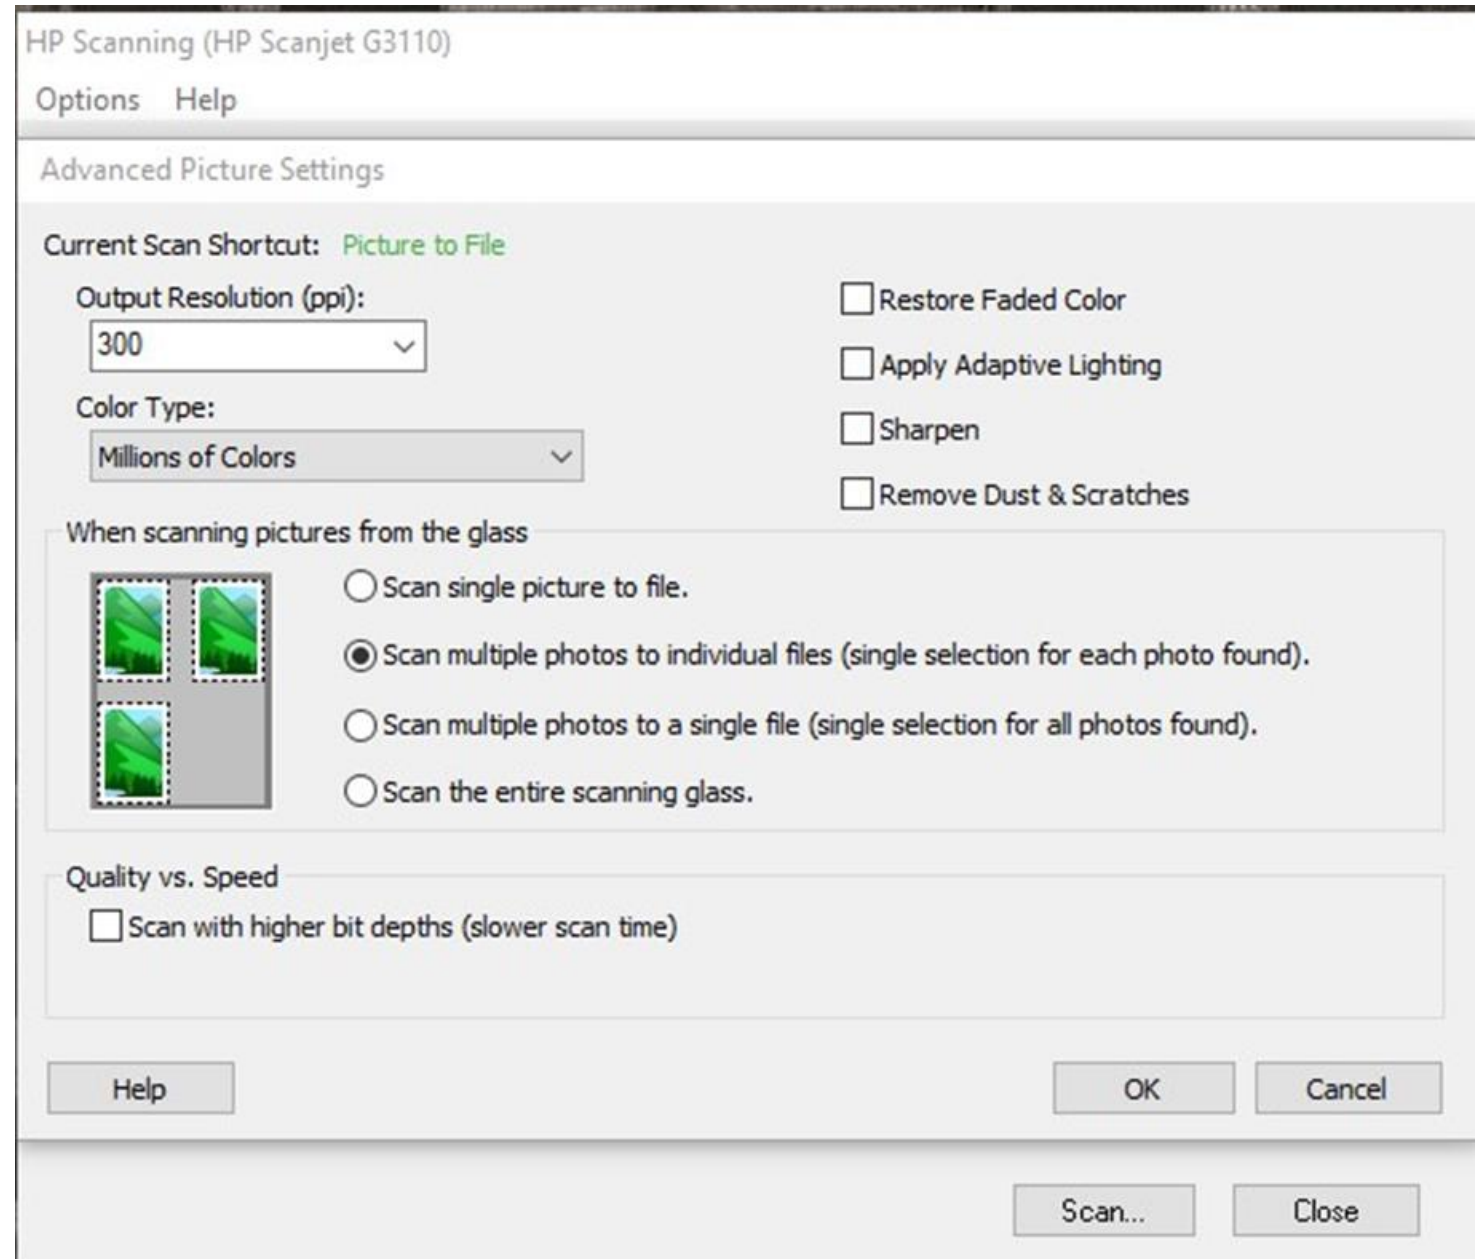 HP Scanning (HP Scanjet G3110)
Options Help
Advanced Picture Settings
Current Scan Shortcut: Picture to File
Output Resolution (ppi):
300
Color Type:
Millions of Colors
Restore Faded Color
Apply Adaptive Lighting
Sharpen
Remove Dust & Scratches
When scanning pictures from the glass
Scan single picture to file.
Scan multiple photos to individual files (single selection for each photo found).
Scan multiple photos to a single file (single selection for all photos found).
Scan the entire scanning glass.
Quality vs. Speed
Scan with higher bit depths (slower scan time)
Help OK Cancel
Scan... Close